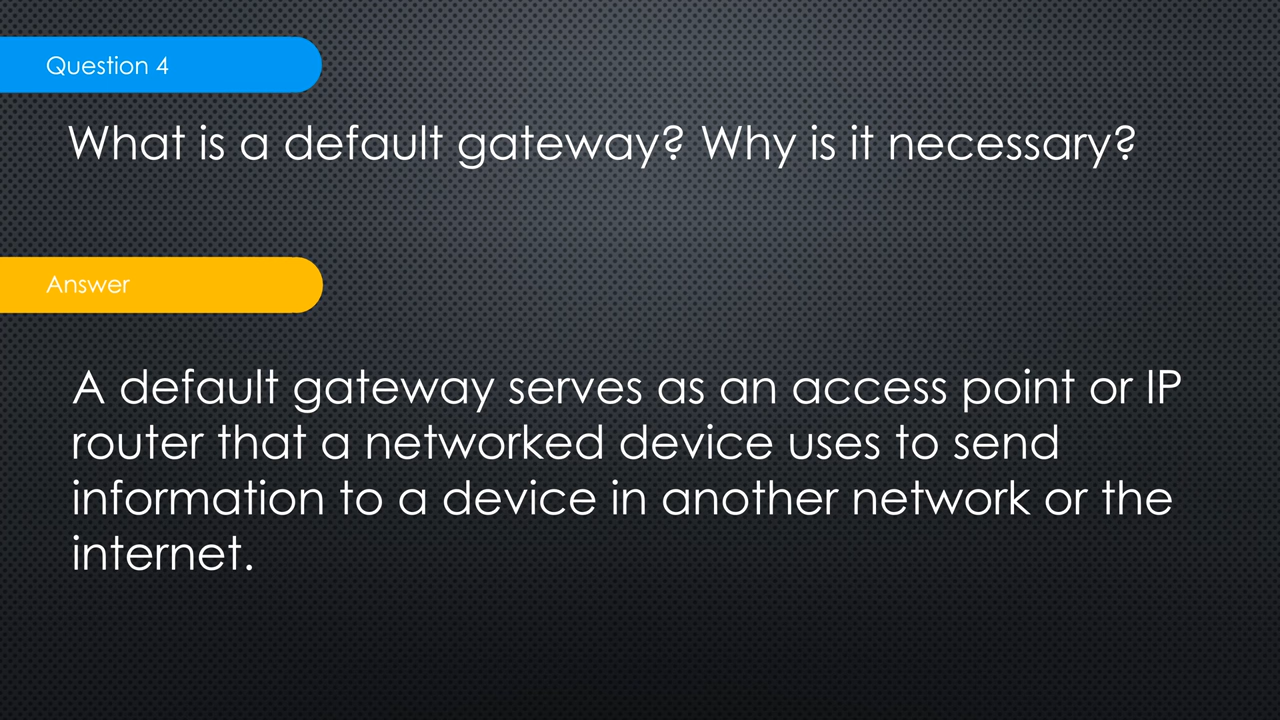 Question 4
What is a default gateway? Why is it necessary?
Answer
A default gateway serves as an access point or IP
router that a networked device uses to send
information to a device in another network or the
internet.